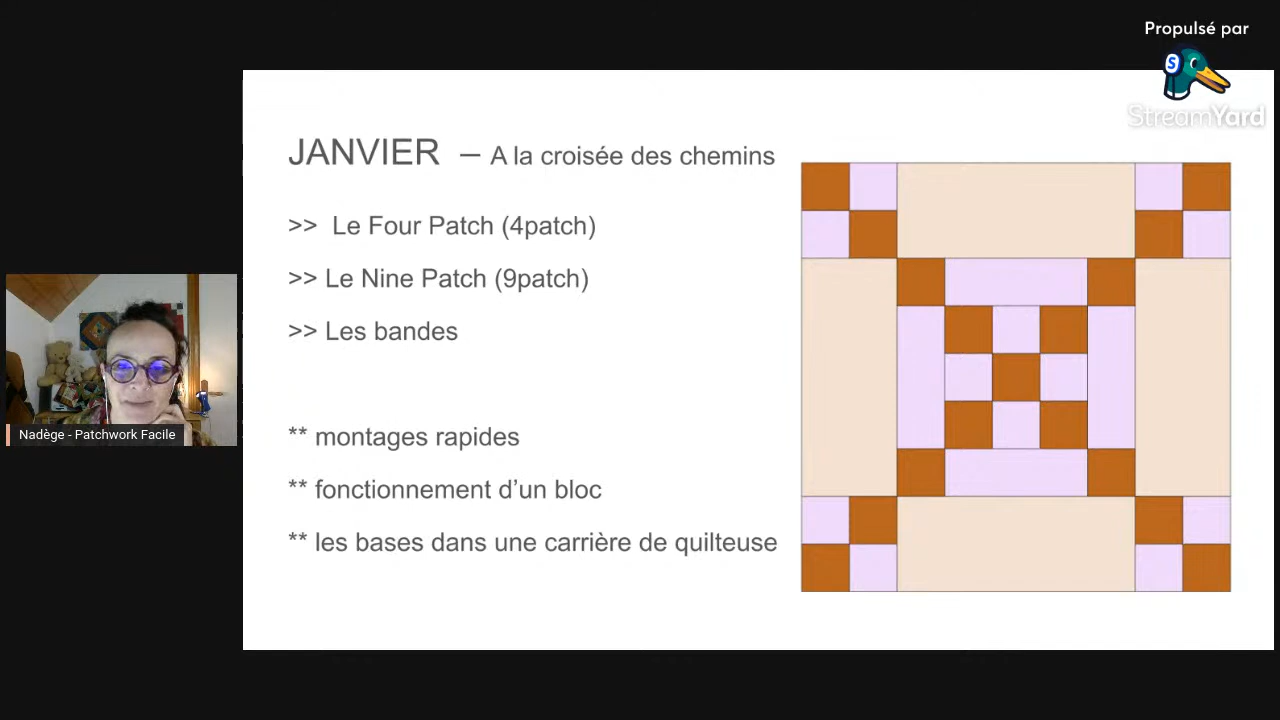 Propulsé par
StreamYard
JANVIER – A la croisée des chemins
>> Le Four Patch (4patch)
>> Le Nine Patch (9patch)
>> Les bandes
** montages rapides
** fonctionnement d’un bloc
** les bases dans une carrière de quilteuse
Nadège - Patchwork Facile